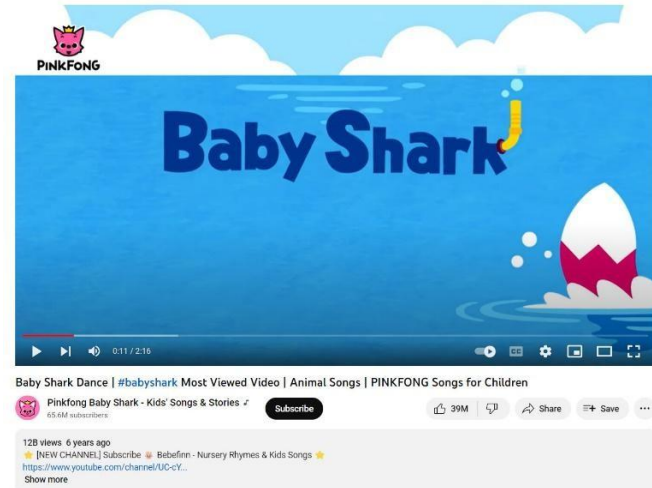 PINKFONG
Baby Shark
0:11 / 2:16
CC
Baby Shark Dance | #babyshark Most Viewed Video | Animal Songs | PINKFONG Songs for Children
Pinkfong Baby Shark - Kids' Songs & Stories
65.6M subscribers
Subscribe
39M
Share
Save
12B views 6 years ago
[NEW CHANNEL] Subscribe Bebefinn - Nursery Rhymes & Kids Songs
https://www.youtube.com/channel/UC-cY...
Show more